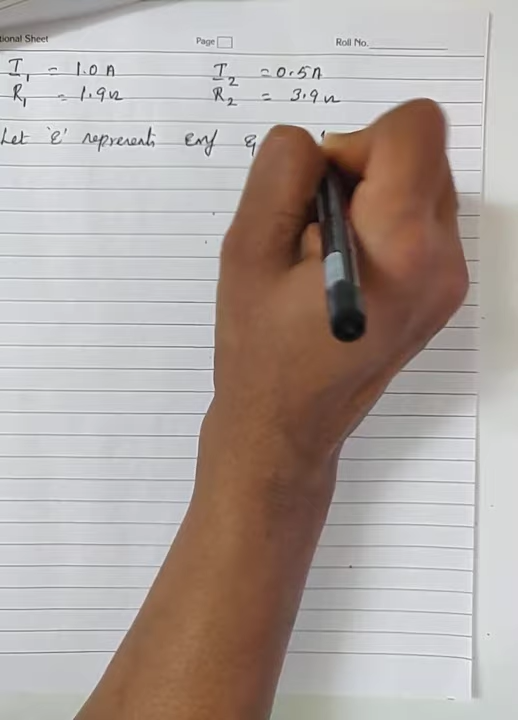 tional Sheet Page Roll No.
I₁ = 1.0 A I₂ = 0.5A
R₁ = 1.9Ω R₂ = 3.9Ω
Let 'ε' represents emf